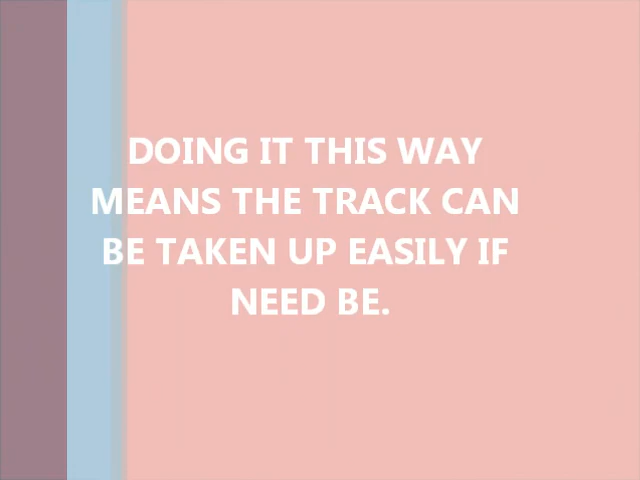 DOING IT THIS WAY
MEANS THE TRACK CAN
BE TAKEN UP EASILY IF
NEED BE.